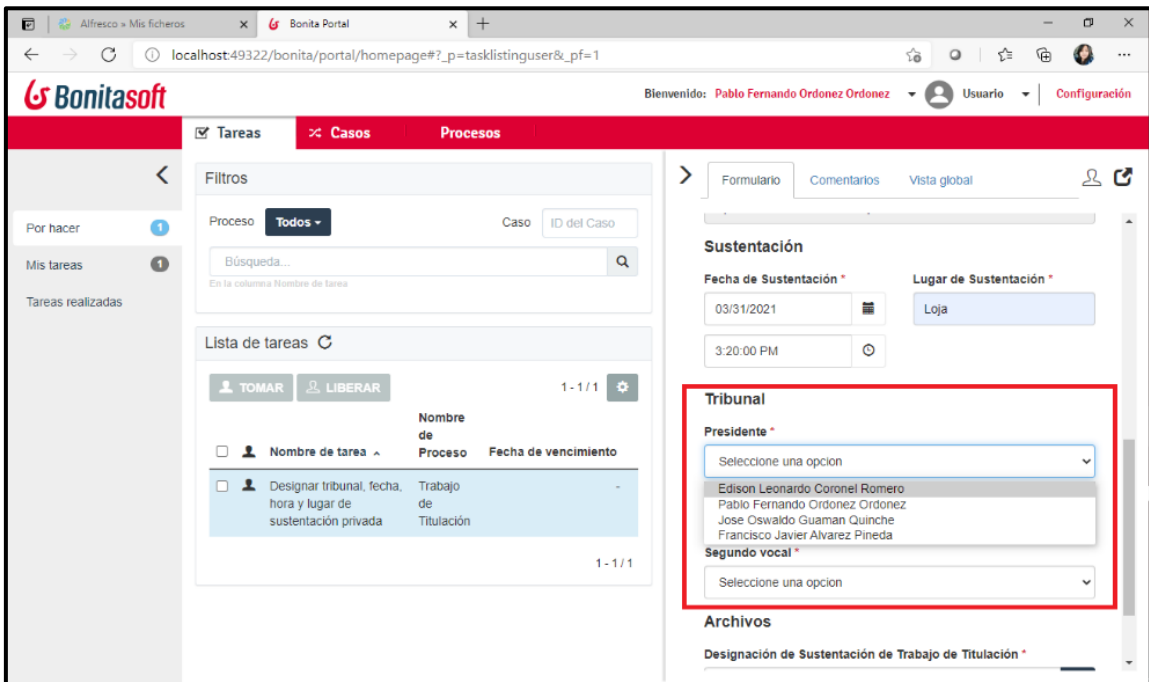 Alfresco » Mis ficheros
Bonita Portal
localhost:49322/bonita/portal/homepage#?_p=tasklistinguser&_pf=1
Bonitasoft
Bienvenido: Pablo Fernando Ordonez Ordonez
Usuario
Configuración
Tareas
Casos
Procesos
Por hacer 1
Mis tareas 1
Tareas realizadas
Filtros
Proceso Todos Caso ID del Caso
Búsqueda...
En la columna Nombre de tarea
Lista de tareas
TOMAR LIBERAR 1 - 1 / 1
Nombre de tarea
Nombre
de
Proceso
Fecha de vencimiento
Designar tribunal, fecha,
hora y lugar de
sustentación privada
Trabajo
de
Titulación
-
1 - 1 / 1
Formulario Comentarios Vista global
Sustentación
Fecha de Sustentación * Lugar de Sustentación *
03/31/2021 Loja
3:20:00 PM
Tribunal
Presidente *
Seleccione una opcion
Edison Leonardo Coronel Romero
Pablo Fernando Ordonez Ordonez
Jose Oswaldo Guaman Quinche
Francisco Javier Alvarez Pineda
Segundo vocal *
Seleccione una opcion
Archivos
Designación de Sustentación de Trabajo de Titulación *